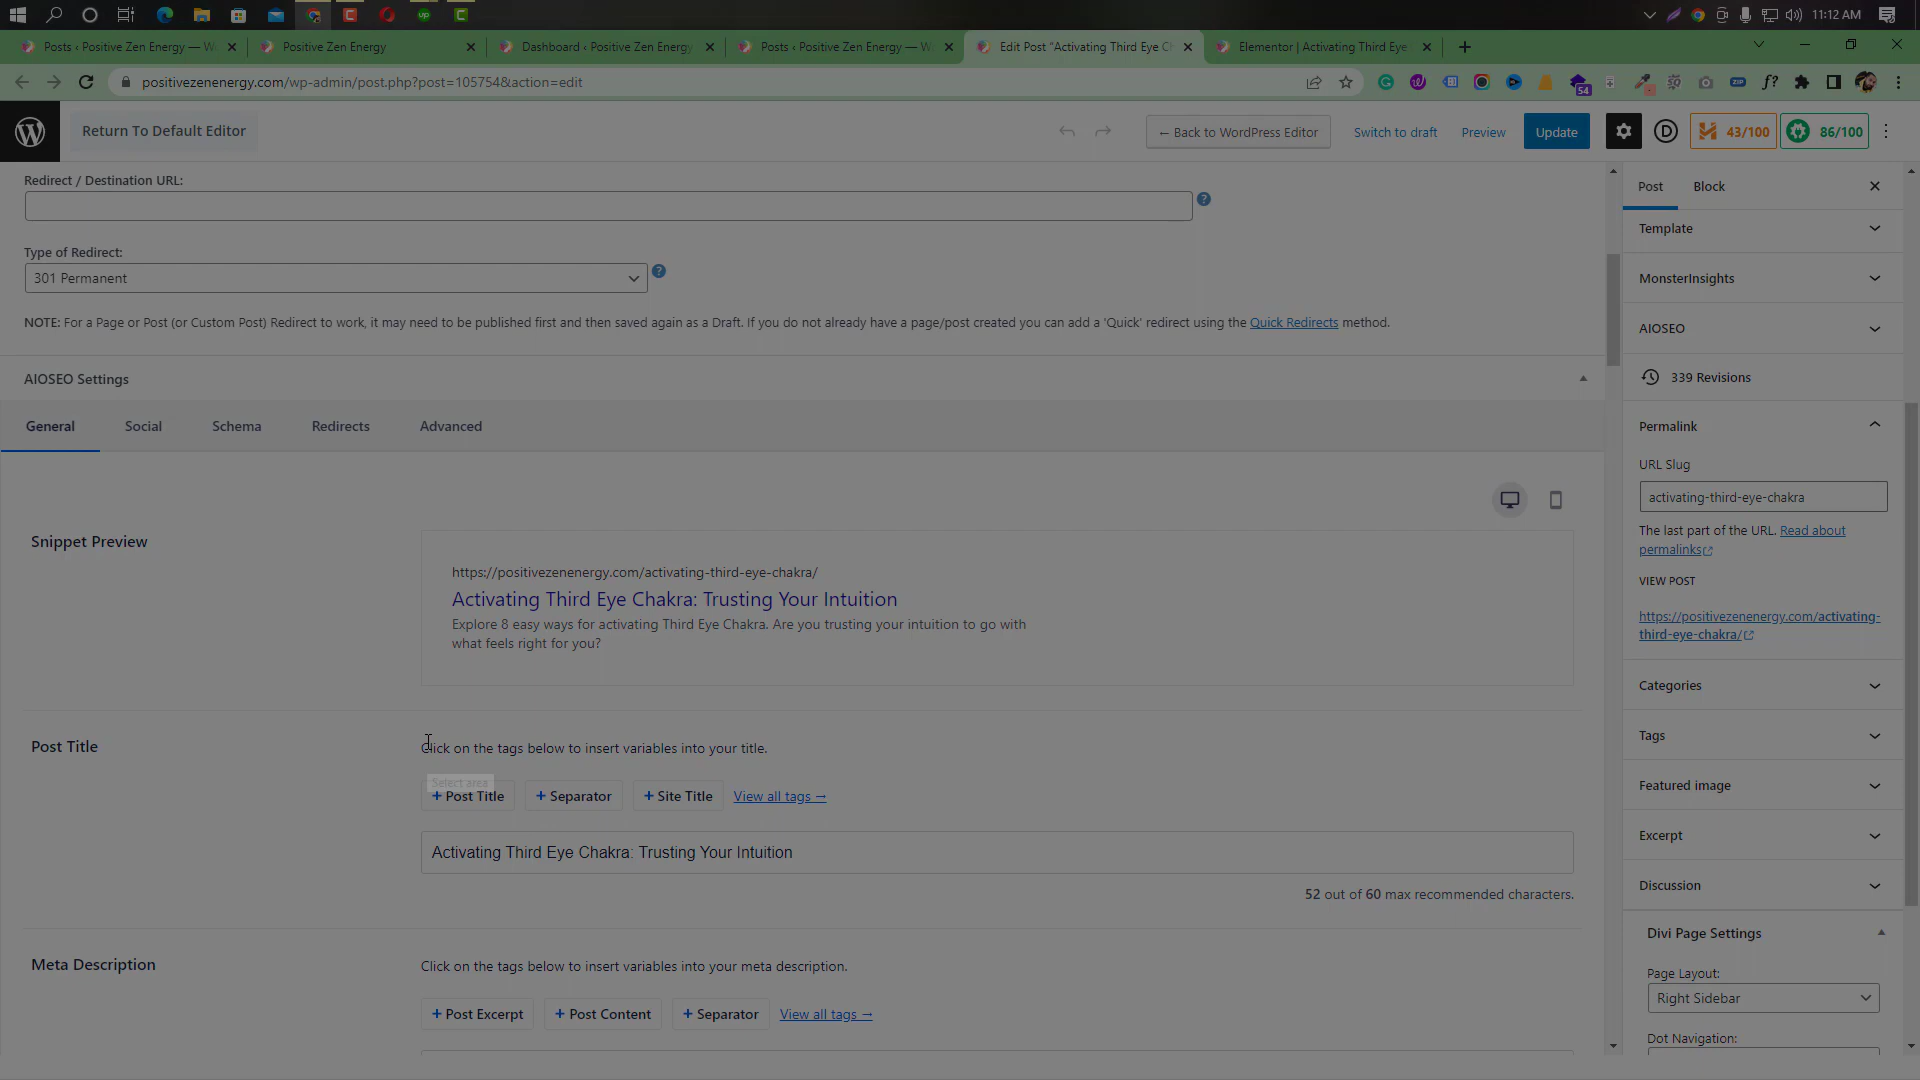 11:12 AM
Posts ‹ Positive Zen Energy — W
Positive Zen Energy
Dashboard ‹ Positive Zen Energy
Posts ‹ Positive Zen Energy — W
Edit Post "Activating Third Eye C
Elementor | Activating Third Eye
positivezenenergy.com/wp-admin/post.php?post=105754&action=edit
54
Return To Default Editor
← Back to WordPress Editor
Switch to draft
Preview
Update
43/100
86/100
Redirect / Destination URL:
Type of Redirect:
301 Permanent
NOTE: For a Page or Post (or Custom Post) Redirect to work, it may need to be published first and then saved again as a Draft. If you do not already have a page/post created you can add a 'Quick' redirect using the Quick Redirects method.
AIOSEO Settings
General
Social
Schema
Redirects
Advanced
Snippet Preview
https://positivezenenergy.com/activating-third-eye-chakra/
Activating Third Eye Chakra: Trusting Your Intuition
Explore 8 easy ways for activating Third Eye Chakra. Are you trusting your intuition to go with
what feels right for you?
Post Title
Click on the tags below to insert variables into your title.
Select area
+ Post Title
+ Separator
+ Site Title
View all tags →
Activating Third Eye Chakra: Trusting Your Intuition
52 out of 60 max recommended characters.
Meta Description
Click on the tags below to insert variables into your meta description.
+ Post Excerpt
+ Post Content
+ Separator
View all tags →
Post
Block
Template
MonsterInsights
AIOSEO
339 Revisions
Permalink
URL Slug
activating-third-eye-chakra
The last part of the URL. Read about
permalinks
VIEW POST
https://positivezenenergy.com/activating-
third-eye-chakra/
Categories
Tags
Featured image
Excerpt
Discussion
Divi Page Settings
Page Layout:
Right Sidebar
Dot Navigation: